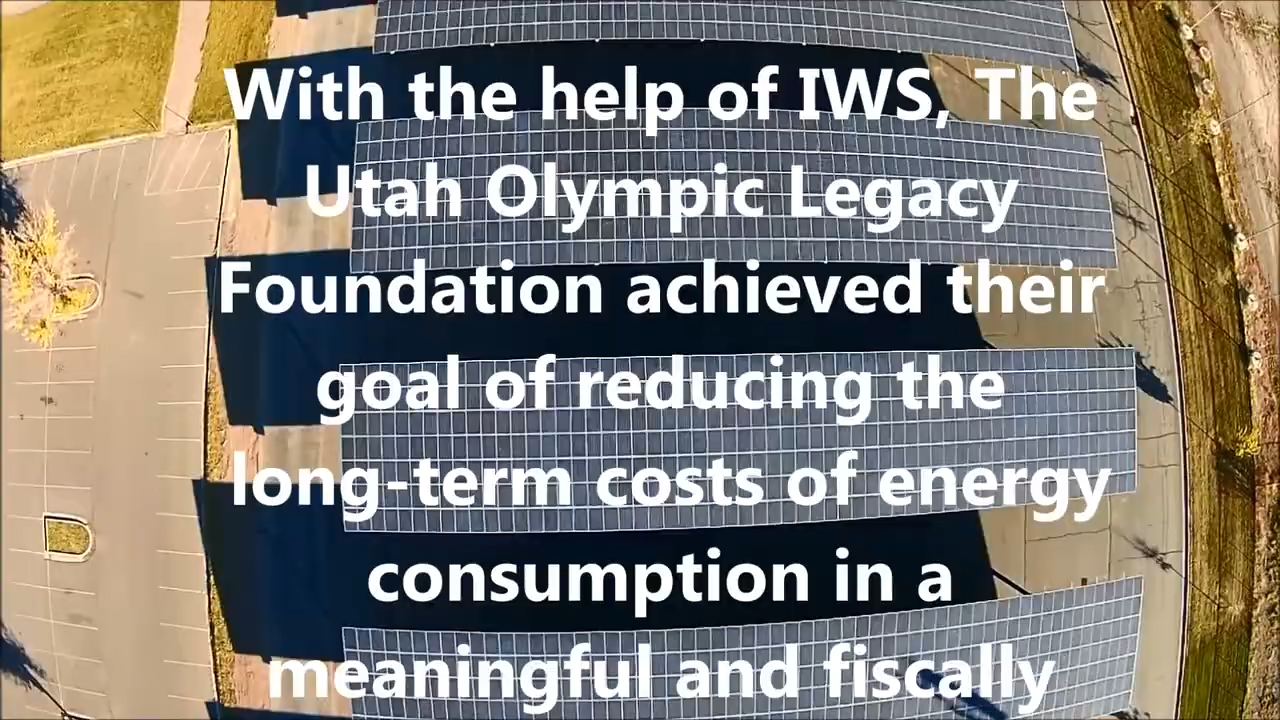 With the help of IWS, The
Utah Olympic Legacy
Foundation achieved their
goal of reducing the
long-term costs of energy
consumption in a
meaningful and fiscally